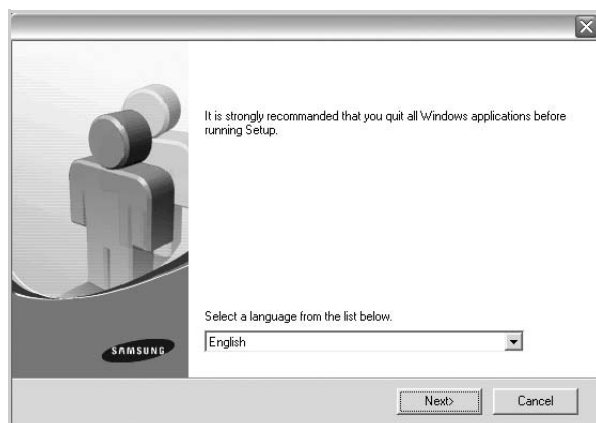 It is strongly recommanded that you quit all Windows applications before
running Setup.
Select a language from the list below.
English
SAMSUNG
Next>
Cancel